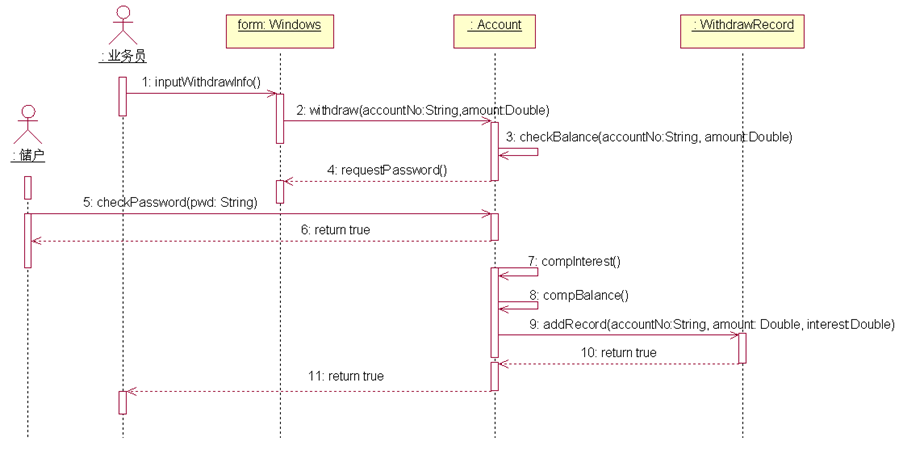 form: Windows
: Account
: WithdrawRecord
: 业务员
1: inputWithdrawInfo()
2: withdraw(accountNo:String,amount:Double)
: 储户
3: checkBalance(accountNo:String, amount:Double)
4: requestPassword()
5: checkPassword(pwd: String)
6: return true
7: compInterest()
8: compBalance()
9: addRecord(accountNo:String, amount: Double, interest:Double)
10: return true
11: return true